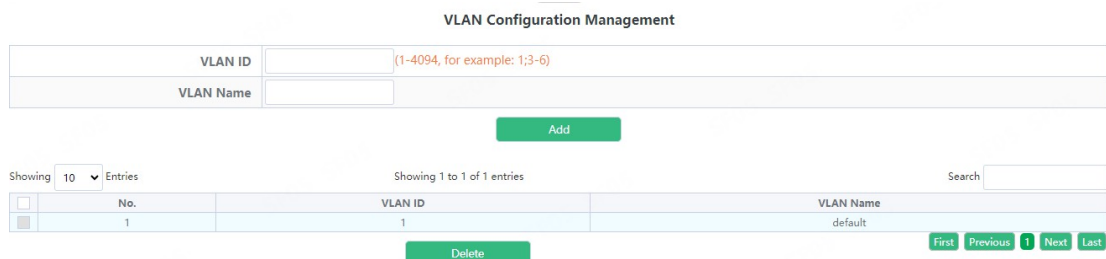 VLAN Configuration Management
VLAN ID (1-4094, for example: 1;3-6)
VLAN Name
Add
Showing 10 Entries Showing 1 to 1 of 1 entries Search
No. VLAN ID VLAN Name
1 1 default
First Previous 1 Next Last
Delete